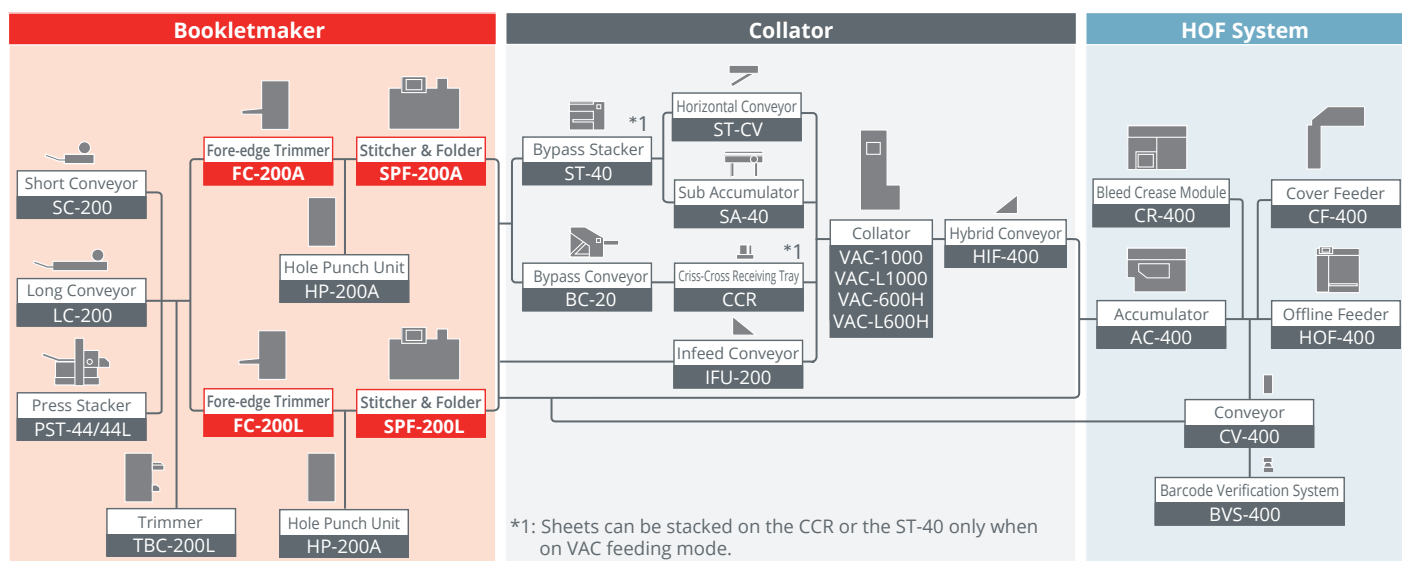 Bookletmaker
Short Conveyor
SC-200
Long Conveyor
LC-200
Press Stacker
PST-44/44L
Trimmer
TBC-200L
Fore-edge Trimmer
FC-200A
Stitcher & Folder
SPF-200A
Hole Punch Unit
HP-200A
Fore-edge Trimmer
FC-200L
Stitcher & Folder
SPF-200L
Hole Punch Unit
HP-200A
Collator
*1
Bypass Stacker
ST-40
Horizontal Conveyor
ST-CV
Sub Accumulator
SA-40
Bypass Conveyor
BC-20
*1
Criss-Cross Receiving Tray
CCR
Infeed Conveyor
IFU-200
Collator
VAC-1000
VAC-L1000
VAC-600H
VAC-L600H
Hybrid Conveyor
HIF-400
*1: Sheets can be stacked on the CCR or the ST-40 only when
on VAC feeding mode.
HOF System
Bleed Crease Module
CR-400
Cover Feeder
CF-400
Accumulator
AC-400
Offline Feeder
HOF-400
Conveyor
CV-400
Barcode Verification System
BVS-400